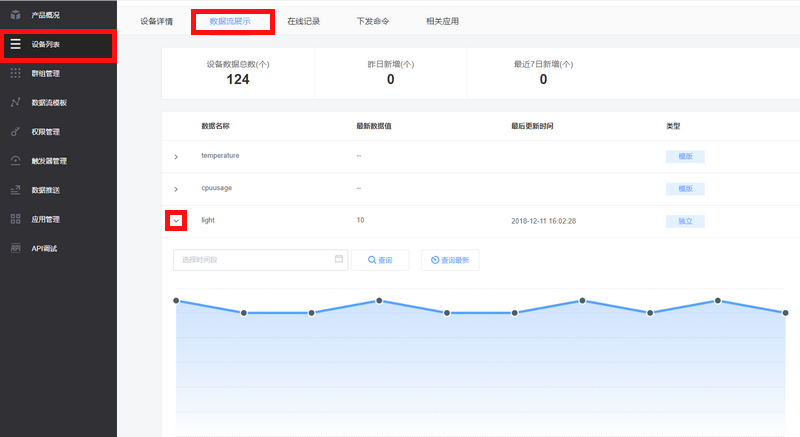 产品概况
设备列表
群组管理
数据流模板
权限管理
触发器管理
数据推送
应用管理
API调试
设备详情 数据流展示 在线记录 下发命令 相关应用
设备数据总数(个) 昨日新增(个) 最近7日新增(个)
124 0 0
数据名称 最新数据值 最后更新时间 类型
temperature -- 模版
cpuusage -- 模版
light 10 2018-12-11 16:02:28 独立
选择时间段 查询 查询最新